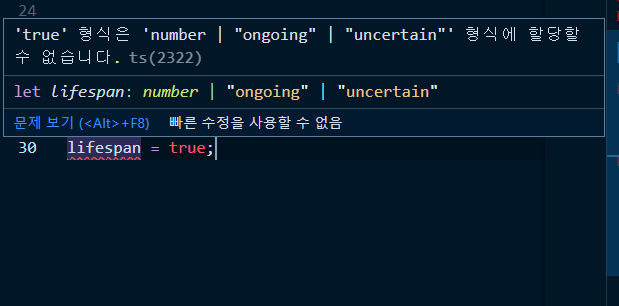 24
'true' 형식은 'number | "ongoing" | "uncertain"' 형식에 할당할
수 없습니다. ts(2322)
let lifespan: number | "ongoing" | "uncertain"
문제 보기 (<Alt>+F8) 빠른 수정을 사용할 수 없음
30 lifespan = true;